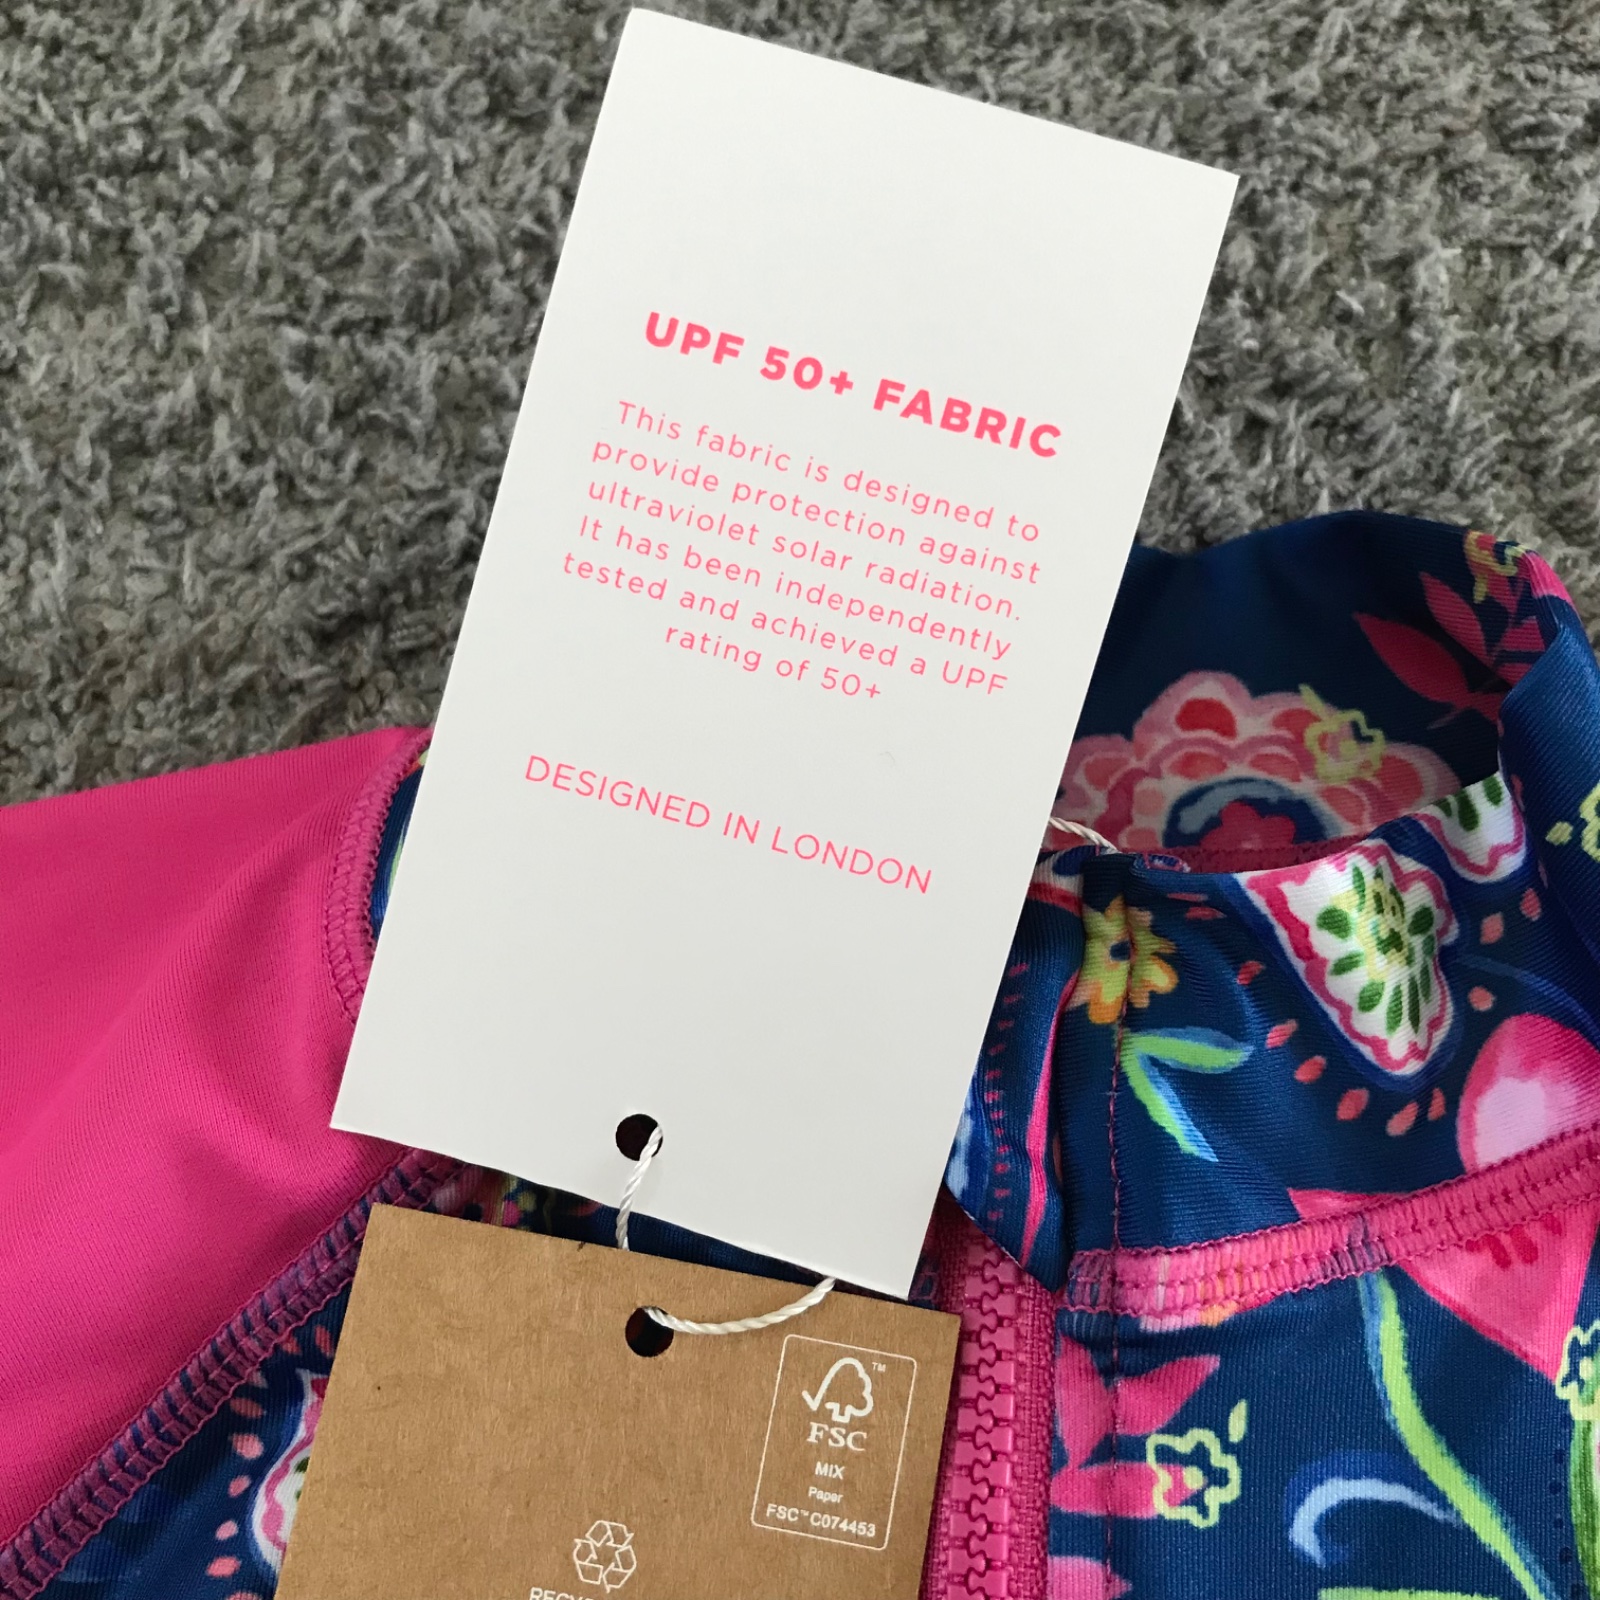 UPF 50+ FABRIC
This fabric is designed to
provide protection against
ultraviolet solar radiation.
It has been independently
tested and achieved a UPF
rating of 50+
DESIGNED IN LONDON
TM
FSC
MIX
Paper
FSC™ C074453